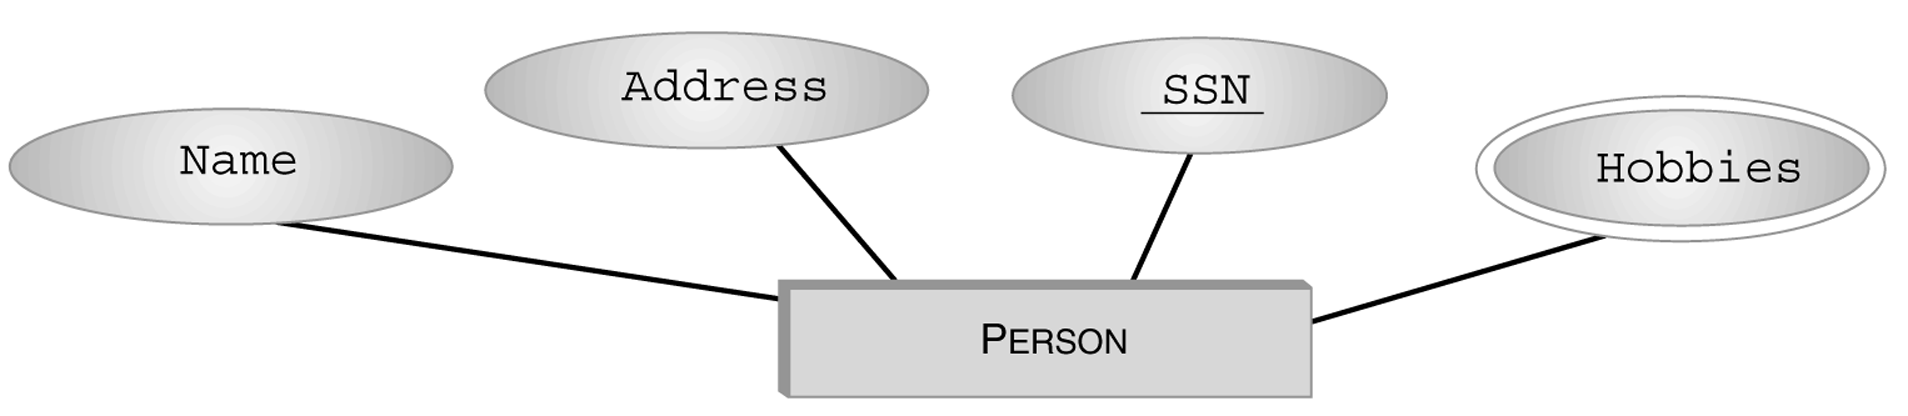 Name
Address
SSN
Hobbies
PERSON